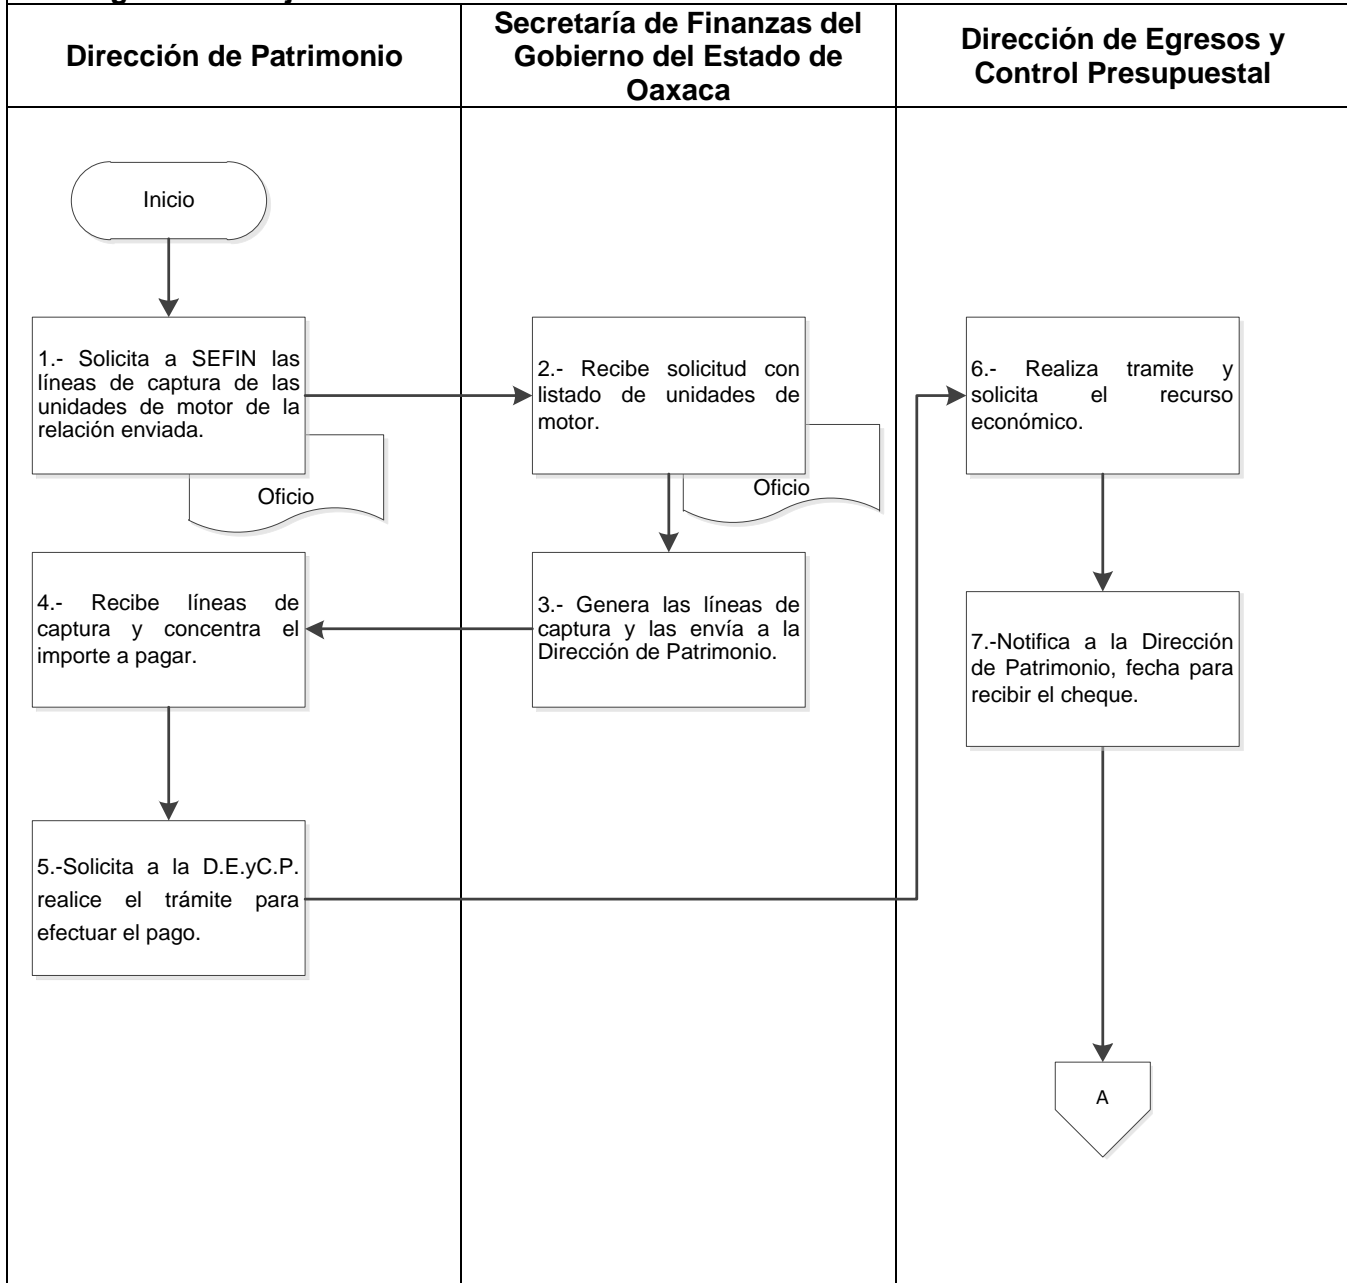 Dirección de Patrimonio
Secretaría de Finanzas del
Gobierno del Estado de
Oaxaca
Dirección de Egresos y
Control Presupuestal
Inicio
1.- Solicita a SEFIN las
líneas de captura de las
unidades de motor de la
relación enviada.
Oficio
2.- Recibe solicitud con
listado de unidades de
motor.
Oficio
3.- Genera las líneas de
captura y las envía a la
Dirección de Patrimonio.
4.- Recibe líneas de
captura y concentra el
importe a pagar.
5.-Solicita a la D.E.yC.P.
realice el trámite para
efectuar el pago.
6.- Realiza tramite y
solicita el recurso
económico.
7.-Notifica a la Dirección
de Patrimonio, fecha para
recibir el cheque.
A